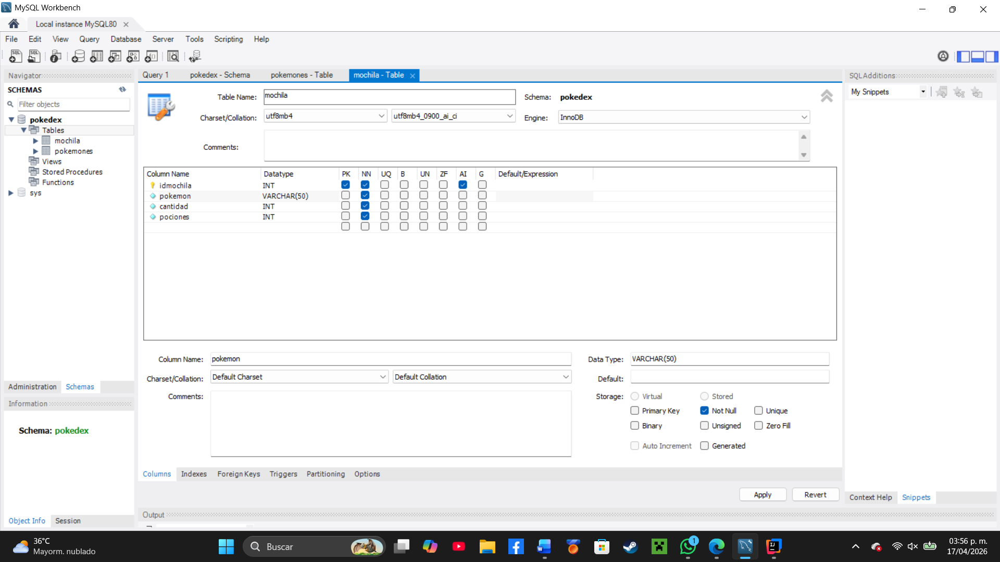 MySQL Workbench
Local instance MySQL80
File Edit View Query Database Server Tools Scripting Help
Navigator
SCHEMAS
Filter objects
pokedex
Tables
mochila
pokemones
Views
Stored Procedures
Functions
sys
Administration Schemas
Information
Schema: pokedex
Object Info Session
Query 1 pokedex - Schema pokemones - Table mochila - Table
Table Name: mochila Schema: pokedex
Charset/Collation: utf8mb4 utf8mb4_0900_ai_ci Engine: InnoDB
Comments:
Column Name Datatype PK NN UQ B UN ZF AI G Default/Expression
idmochila INT
pokemon VARCHAR(50)
cantidad INT
pociones INT
Column Name: pokemon Data Type: VARCHAR(50)
Charset/Collation: Default Charset Default Collation Default:
Comments: Storage: Virtual Stored
Primary Key Not Null Unique
Binary Unsigned Zero Fill
Auto Increment Generated
Columns Indexes Foreign Keys Triggers Partitioning Options
Apply Revert
Output
SQLAdditions
My Snippets
Context Help Snippets
36°C
Mayorm. nublado
Buscar
1
03:56 p. m.
17/04/2026